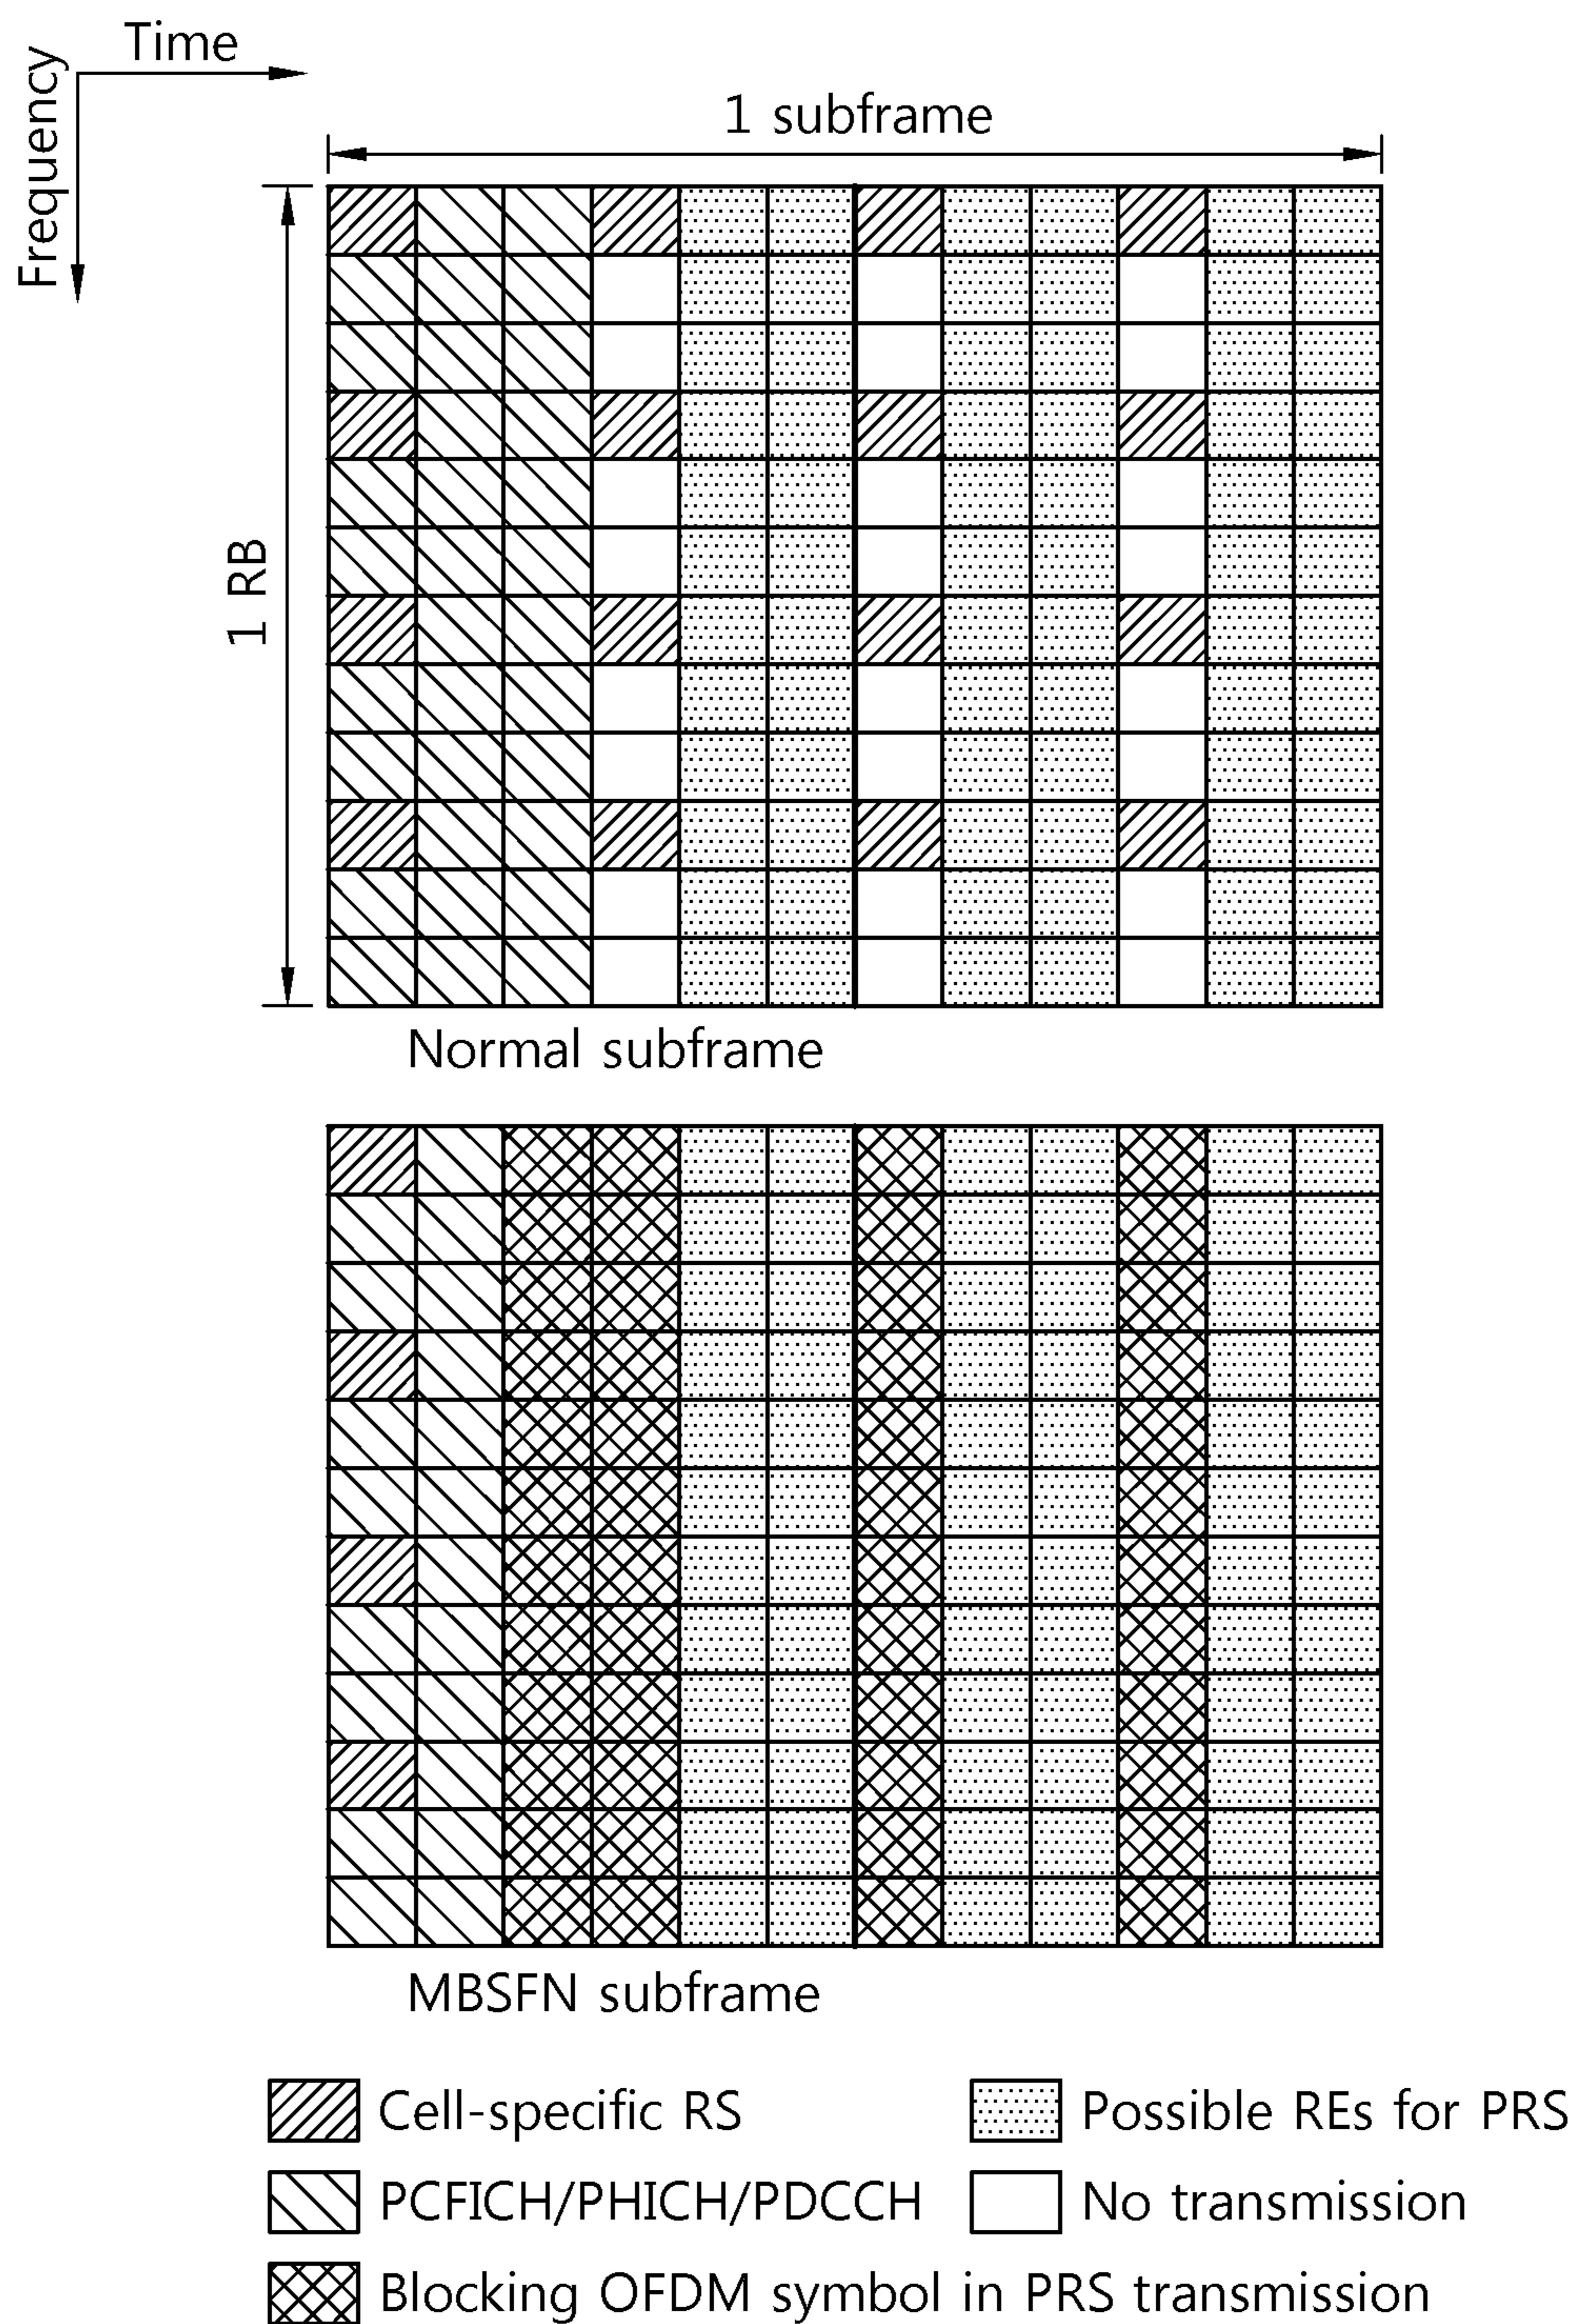 Time
Frequency
1 subframe
1 RB
Normal subframe
MBSFN subframe
Cell-specific RS
Possible REs for PRS
PCFICH/PHICH/PDCCH
No transmission
Blocking OFDM symbol in PRS transmission